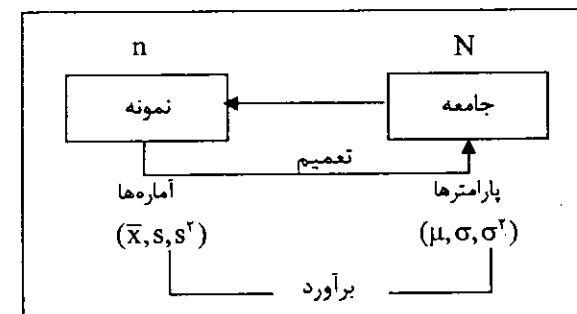 n N
نمونه جامعه
تعمیم
آماره‌ها پارامترها
(x̄, s, s²) (μ, σ, σ²)
برآورد